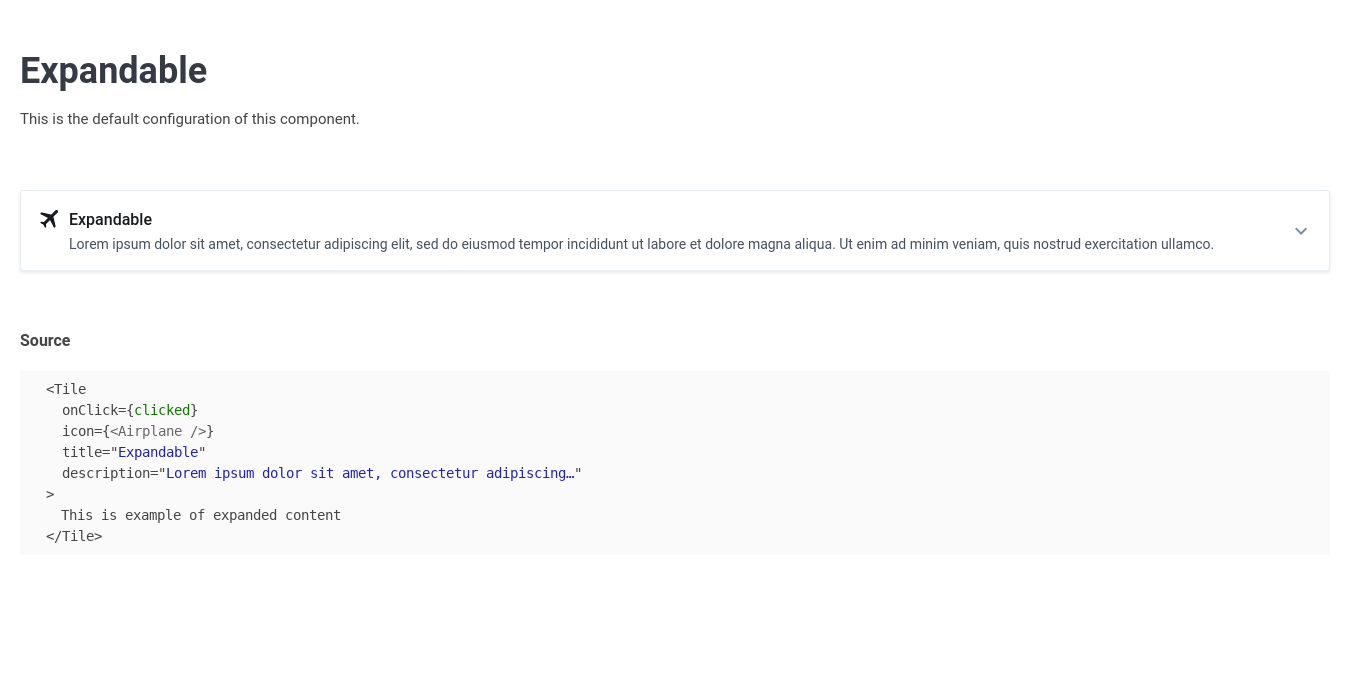 Expandable
This is the default configuration of this component.
Expandable
Lorem ipsum dolor sit amet, consectetur adipiscing elit, sed do eiusmod tempor incididunt ut labore et dolore magna aliqua. Ut enim ad minim veniam, quis nostrud exercitation ullamco.
Source
<Tile
  onClick={clicked}
  icon={<Airplane />}
  title="Expandable"
  description="Lorem ipsum dolor sit amet, consectetur adipiscing…"
>
  This is example of expanded content
</Tile>